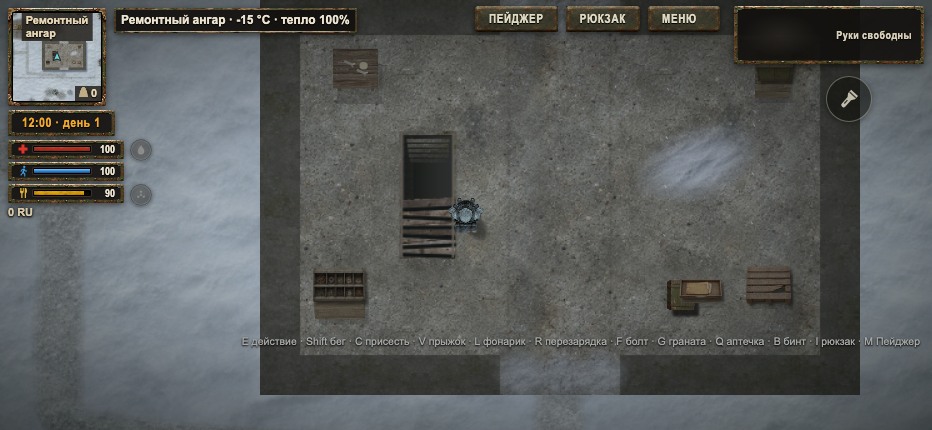 Ремонтный
ангар
0
Ремонтный ангар · -15 °C · тепло 100%
ПЕЙДЖЕР
РЮКЗАК
МЕНЮ
Руки свободны
12:00 · день 1
100
100
90
0 RU
E действие · Shift бег · C присесть · V прыжок · L фонарик · R перезарядка · F болт · G граната · Q аптечка · B бинт · I рюкзак · M Пейджер